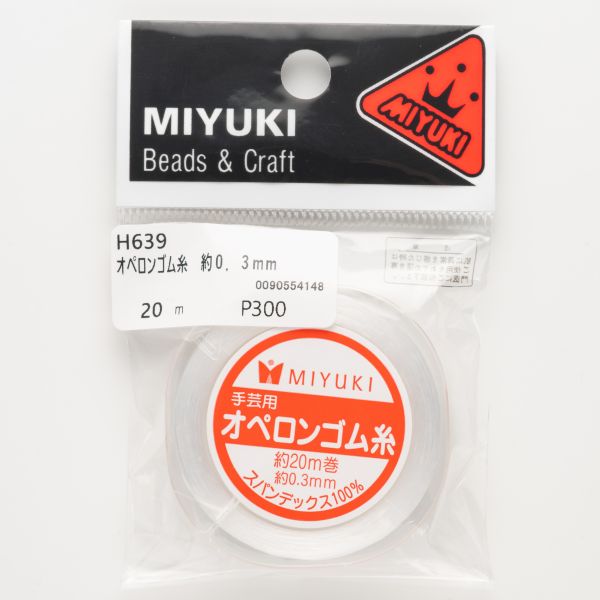 MIYUKI
Beads & Craft
MIYUKI
H639
オペロンゴム糸 約0.3mm
0090554148
20 m P300
MIYUKI
手芸用
オペロンゴム糸
約20m巻
約0.3mm
スパンデックス100%